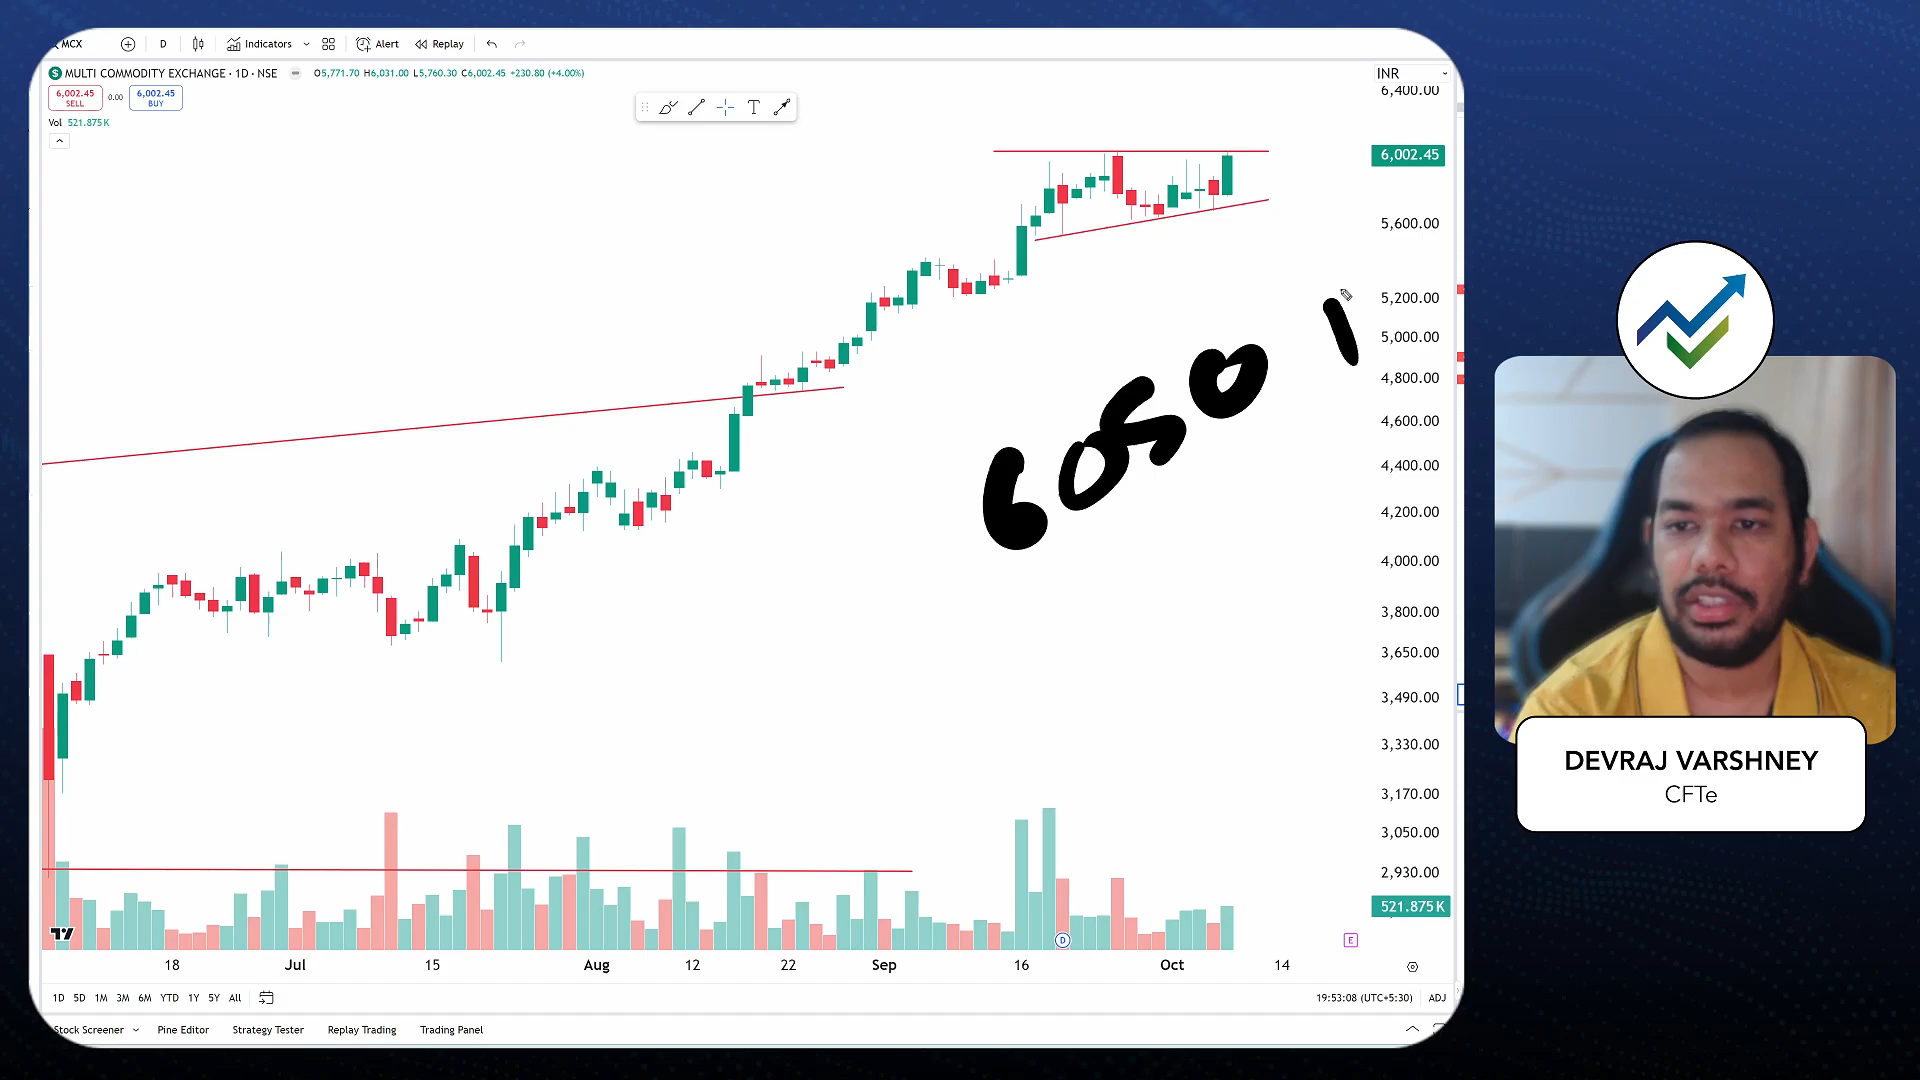 MCX
D
Indicators
Alert
Replay
MULTI COMMODITY EXCHANGE · 1D · NSE
O5,771.70 H6,031.00 L5,760.30 C6,002.45 +230.80 (+4.00%)
INR
6,002.45
SELL
0.00
6,002.45
BUY
Vol 521.875K
T
6,400.00
6,002.45
5,600.00
5,200.00
5,000.00
4,800.00
4,600.00
4,400.00
4,200.00
4,000.00
3,800.00
3,650.00
3,490.00
3,330.00
3,170.00
3,050.00
2,930.00
521.875K
6050
D
E
18 Jul 15 Aug 12 22 Sep 16 Oct 14
1D 5D 1M 3M 6M YTD 1Y 5Y All
19:53:08 (UTC+5:30) ADJ
Stock Screener Pine Editor Strategy Tester Replay Trading Trading Panel
DEVRAJ VARSHNEY
CFTe